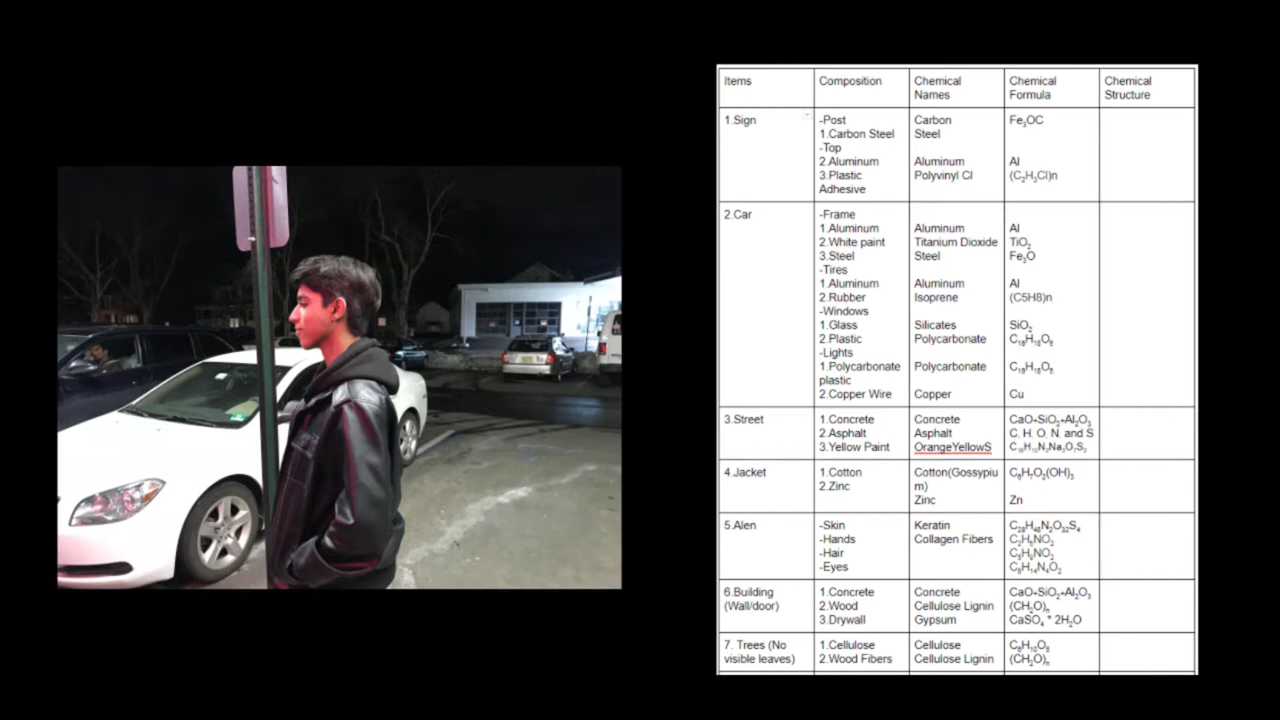 Items Composition Chemical Names Chemical Formula Chemical Structure
1.Sign
-Post
1.Carbon Steel
-Top
2.Aluminum
3.Plastic
Adhesive
Carbon
Steel
Aluminum
Polyvinyl Cl
Fe₃OC
Al
(C₂H₃Cl)n
2.Car
-Frame
1.Aluminum
2.White paint
3.Steel
-Tires
1.Aluminum
2.Rubber
-Windows
1.Glass
2.Plastic
-Lights
1.Polycarbonate
plastic
2.Copper Wire
Aluminum
Titanium Dioxide
Steel
Aluminum
Isoprene
Silicates
Polycarbonate
Polycarbonate
Copper
Al
TiO₂
Fe₃O
Al
(C5H8)n
SiO₂
C₁₆H₁₈O₅
C₁₆H₁₈O₅
Cu
3.Street
1.Concrete
2.Asphalt
3.Yellow Paint
Concrete
Asphalt
OrangeYellowS
CaO+SiO₂+Al₂O₃
C, H, O, N, and S
4.Jacket
1.Cotton
2.Zinc
Cotton(Gossypiu
m)
Zinc
C₆H₇O₂(OH)₃
Zn
5.Alen
-Skin
-Hands
-Hair
-Eyes
Keratin
Collagen Fibers
C₂₈H₄₈N₂O₃₂S₄
6.Building
(Wall/door)
1.Concrete
2.Wood
3.Drywall
Concrete
Cellulose Lignin
Gypsum
CaO+SiO₂+Al₂O₃
(CH₂O)ₙ
CaSO₄ * 2H₂O
7. Trees (No
visible leaves)
1.Cellulose
2.Wood Fibers
Cellulose
Cellulose Lignin
C₆H₁₀O₅
(CH₂O)ₙ